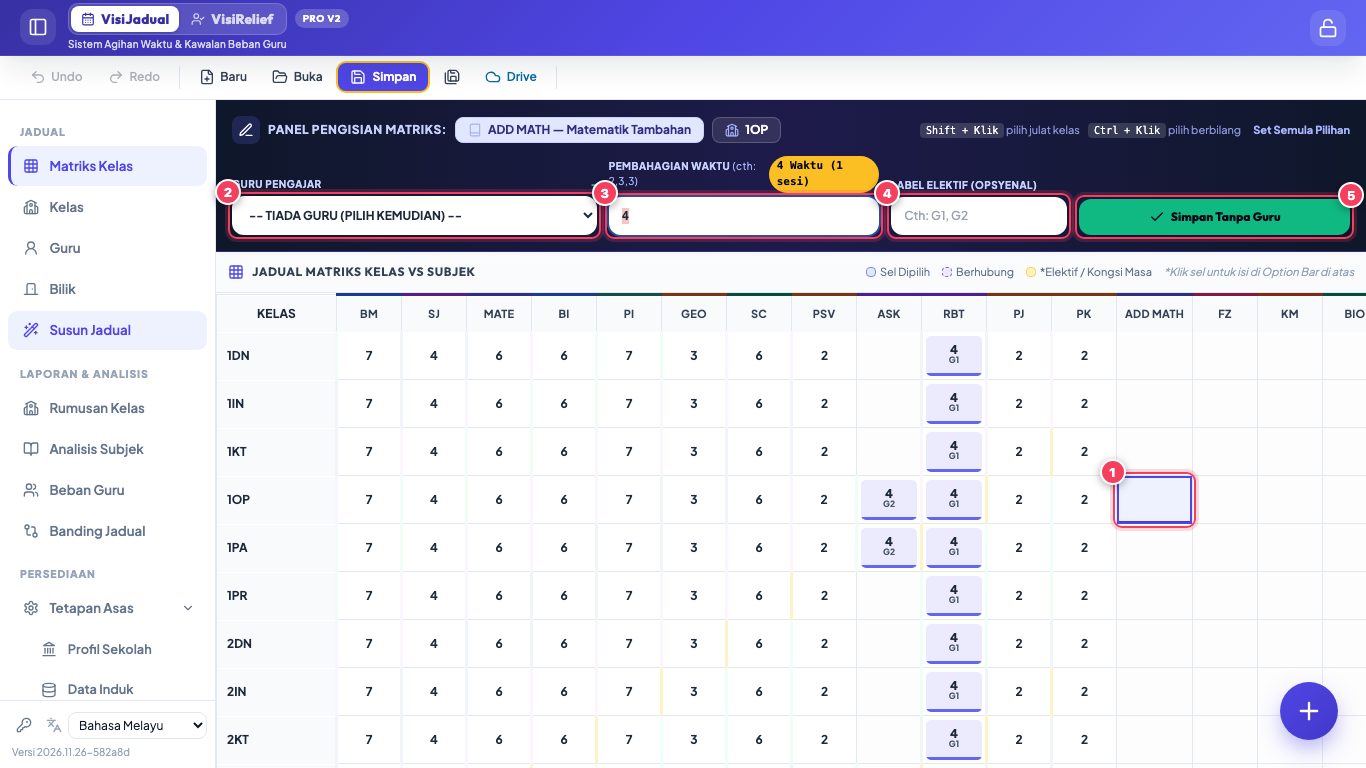 VisiJadual VisiRelief PRO V2
Sistem Agihan Waktu & Kawalan Beban Guru
Undo Redo Baru Buka Simpan Drive
JADUAL
Matriks Kelas
Kelas
Guru
Bilik
Susun Jadual
LAPORAN & ANALISIS
Rumusan Kelas
Analisis Subjek
Beban Guru
Banding Jadual
PERSEDIAAN
Tetapan Asas
Profil Sekolah
Data Induk
Bahasa Melayu
Versi 2026.11.26-582a8d
PANEL PENGISIAN MATRIKS: ADD MATH — Matematik Tambahan 1OP
Shift + Klik pilih julat kelas Ctrl + Klik pilih berbilang Set Semula Pilihan
GURU PENGAJAR
PEMBAHAGIAN WAKTU (cth:
2,3,3)
4 Waktu (1
sesi)
ABEL ELEKTIF (OPSYENAL)
2 3 4 5
-- TIADA GURU (PILIH KEMUDIAN) --
4
Cth: G1, G2
Simpan Tanpa Guru
JADUAL MATRIKS KELAS VS SUBJEK
Sel Dipilih Berhubung *Elektif / Kongsi Masa *Klik sel untuk isi di Option Bar di atas
KELAS BM SJ MATE BI PI GEO SC PSV ASK RBT PJ PK ADD MATH FZ KM BIO
1DN 7 4 6 6 7 3 6 2 4 G1 2 2
1IN 7 4 6 6 7 3 6 2 4 G1 2 2
1KT 7 4 6 6 7 3 6 2 4 G1 2 2
1
1OP 7 4 6 6 7 3 6 2 4 G2 4 G1 2 2
1PA 7 4 6 6 7 3 6 2 4 G2 4 G1 2 2
1PR 7 4 6 6 7 3 6 2 4 G1 2 2
2DN 7 4 6 6 7 3 6 2 4 G1 2 2
2IN 7 4 6 6 7 3 6 2 4 G1 2 2
2KT 7 4 6 6 7 3 6 2 4 G1 2 2